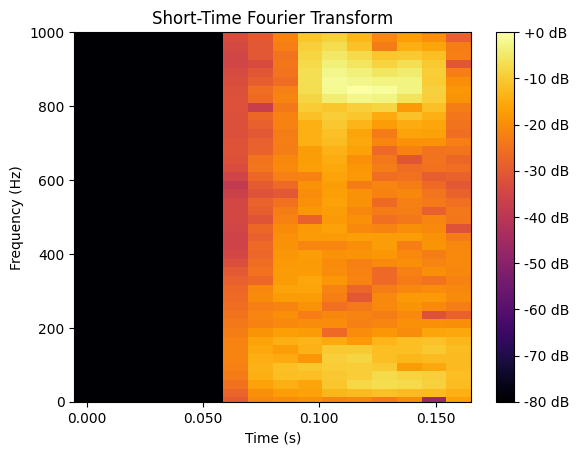 Short-Time Fourier Transform
1000
800
600
400
200
0
Frequency (Hz)
0.000
0.050
0.100
0.150
Time (s)
+0 dB
-10 dB
-20 dB
-30 dB
-40 dB
-50 dB
-60 dB
-70 dB
-80 dB